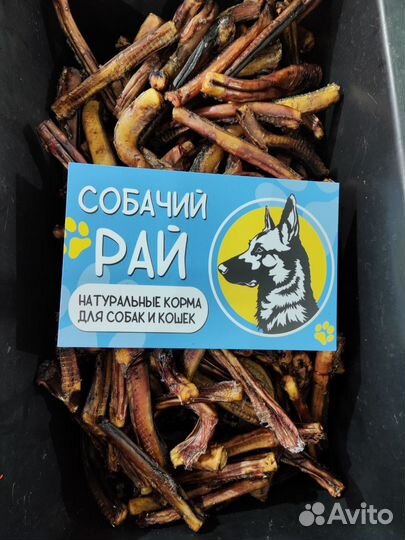 СОБАЧИЙ
РАЙ
НАТУРАЛЬНЫЕ КОРМА
ДЛЯ СОБАК И КОШЕК
Avito